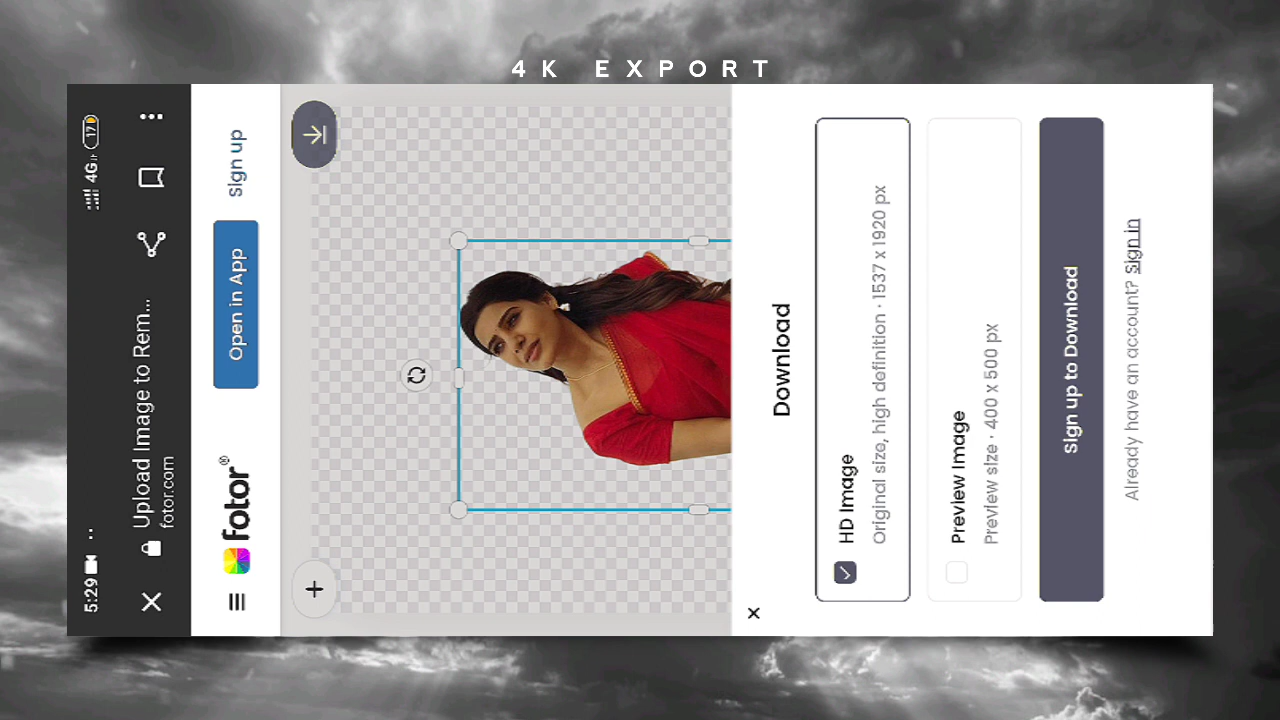 4K EXPORT
5:29 4G 17
Upload Image to Rem...
fotor.com
fotor®
Open in App
Sign up
Download
HD Image
Original size, high definition · 1537 x 1920 px
Preview Image
Preview size · 400 x 500 px
Sign up to Download
Already have an account? Sign in